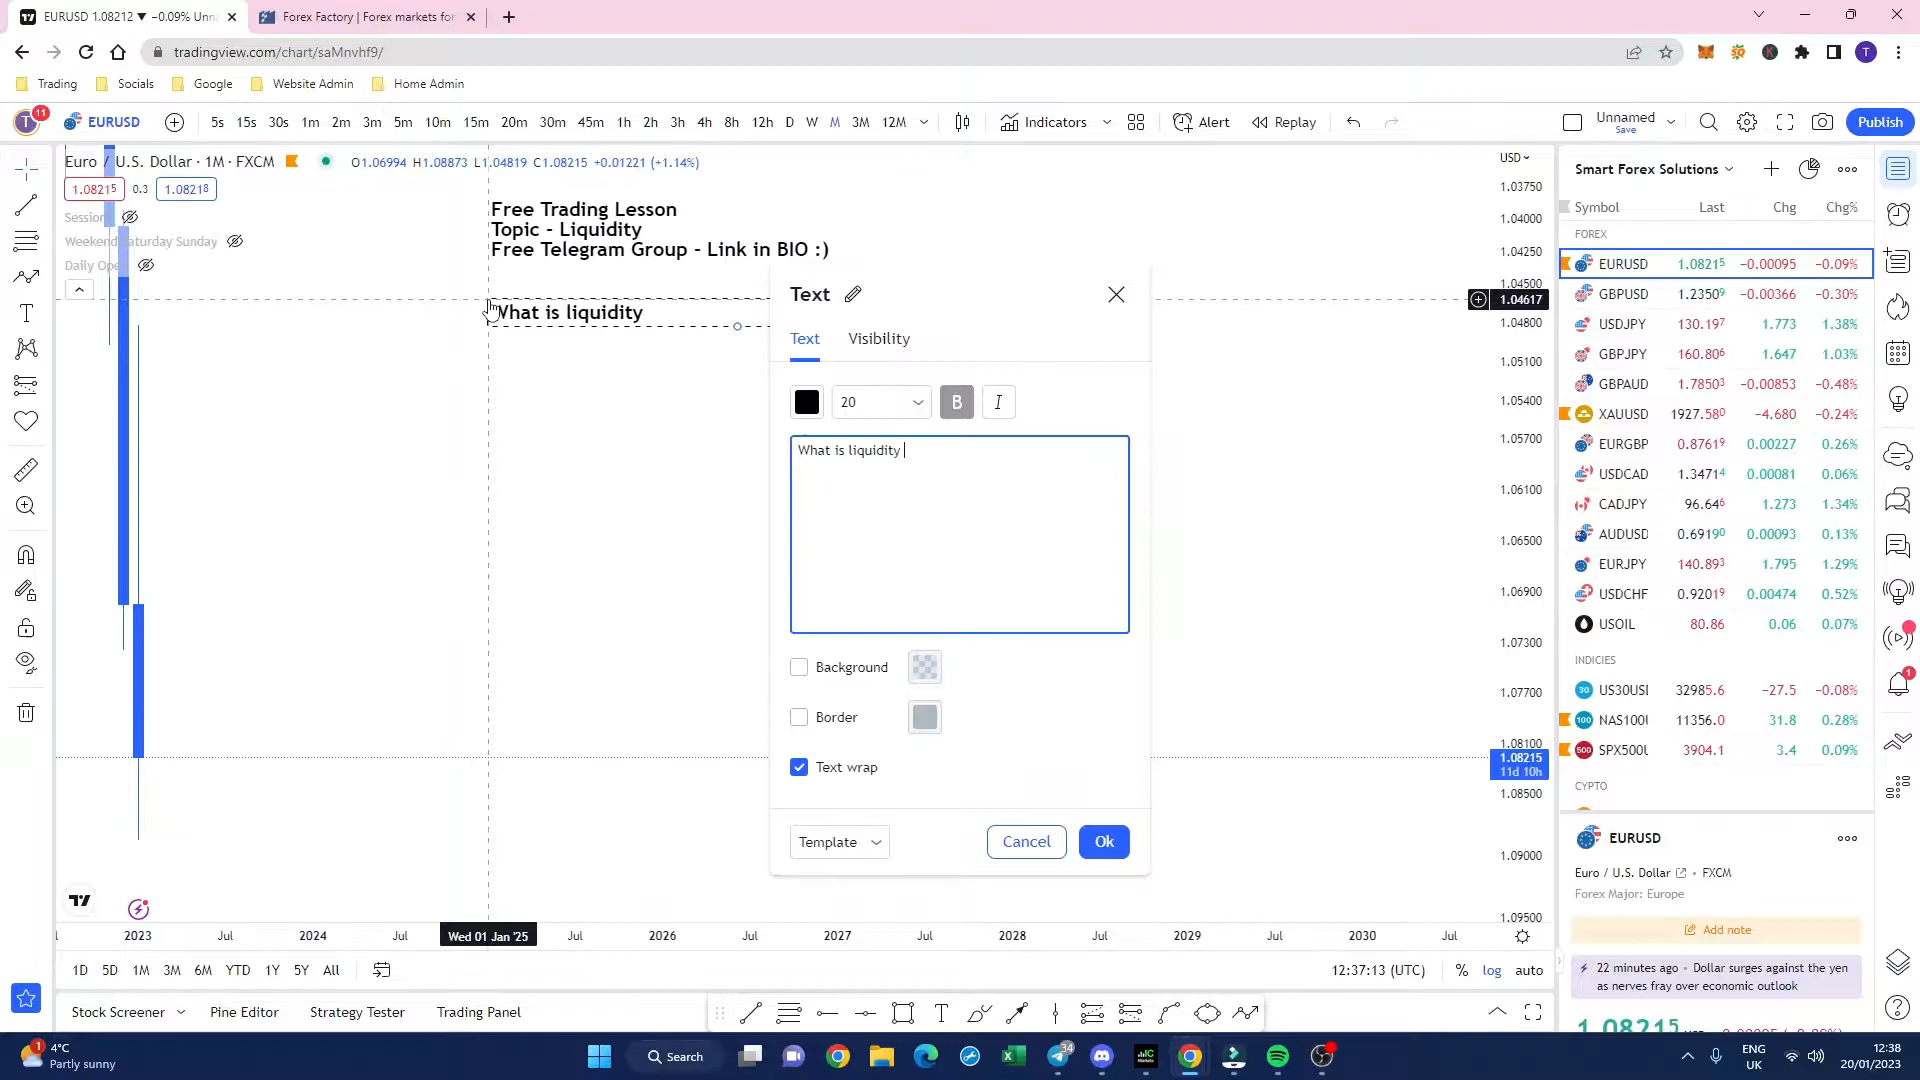 EURUSD 1.08212 ▼ −0.09% Unn
Forex Factory | Forex markets for
tradingview.com/chart/saMnvhf9/
Trading
Socials
Google
Website Admin
Home Admin
T 11
EURUSD
5s 15s 30s 1m 2m 3m 5m 10m 15m 20m 30m 45m 1h 2h 3h 4h 8h 12h D W M 3M 12M
Indicators
Alert
Replay
Unnamed
Save
Publish
Euro / U.S. Dollar · 1M · FXCM
O1.06994 H1.08873 L1.04819 C1.08215 +0.01221 (+1.14%)
1.08215 0.3 1.08218
Session
Weekend Saturday Sunday
Daily Ope
Free Trading Lesson
Topic - Liquidity
Free Telegram Group - Link in BIO :)
What is liquidity
Text
Text
Visibility
20
B
I
What is liquidity
Background
Border
Text wrap
Template
Cancel
Ok
USD
1.03750
1.04000
1.04250
1.04500
1.04617
1.04800
1.05100
1.05400
1.05700
1.06100
1.06500
1.06900
1.07300
1.07700
1.08100
1.08215
11d 10h
1.08500
1.09000
1.09500
2023 Jul 2024 Jul Wed 01 Jan '25 Jul 2026 Jul 2027 Jul 2028 Jul 2029 Jul 2030 Jul
1D 5D 1M 3M 6M YTD 1Y 5Y All
12:37:13 (UTC) % log auto
Stock Screener
Pine Editor
Strategy Tester
Trading Panel
Smart Forex Solutions
Symbol Last Chg Chg%
FOREX
EURUSD 1.08215 −0.00095 −0.09%
GBPUSD 1.23509 −0.00366 −0.30%
USDJPY 130.197 1.773 1.38%
GBPJPY 160.806 1.647 1.03%
GBPAUD 1.78503 −0.00853 −0.48%
XAUUSD 1927.580 −4.680 −0.24%
EURGBP 0.87619 0.00227 0.26%
USDCAD 1.34714 0.00081 0.06%
CADJPY 96.646 1.273 1.34%
AUDUSD 0.69190 0.00093 0.13%
EURJPY 140.893 1.795 1.29%
USDCHF 0.92019 0.00474 0.52%
USOIL 80.86 0.06 0.07%
INDICIES
US30USI 32985.6 −27.5 −0.08%
NAS100I 11356.0 31.8 0.28%
SPX500L 3904.1 3.4 0.09%
CYPTO
EURUSD
Euro / U.S. Dollar • FXCM
Forex Major: Europe
Add note
22 minutes ago • Dollar surges against the yen
as nerves fray over economic outlook
4°C
Partly sunny
Search
34
ENG
UK
12:38
20/01/2023